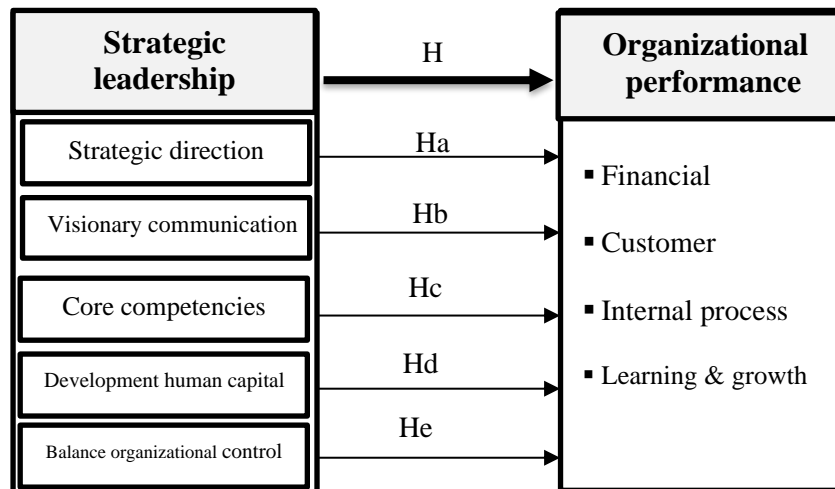 Strategic
leadership
H
Organizational
performance
Strategic direction
Ha
Visionary communication
Hb
Core competencies
Hc
Development human capital
Hd
Balance organizational control
He
▪ Financial
▪ Customer
▪ Internal process
▪ Learning & growth